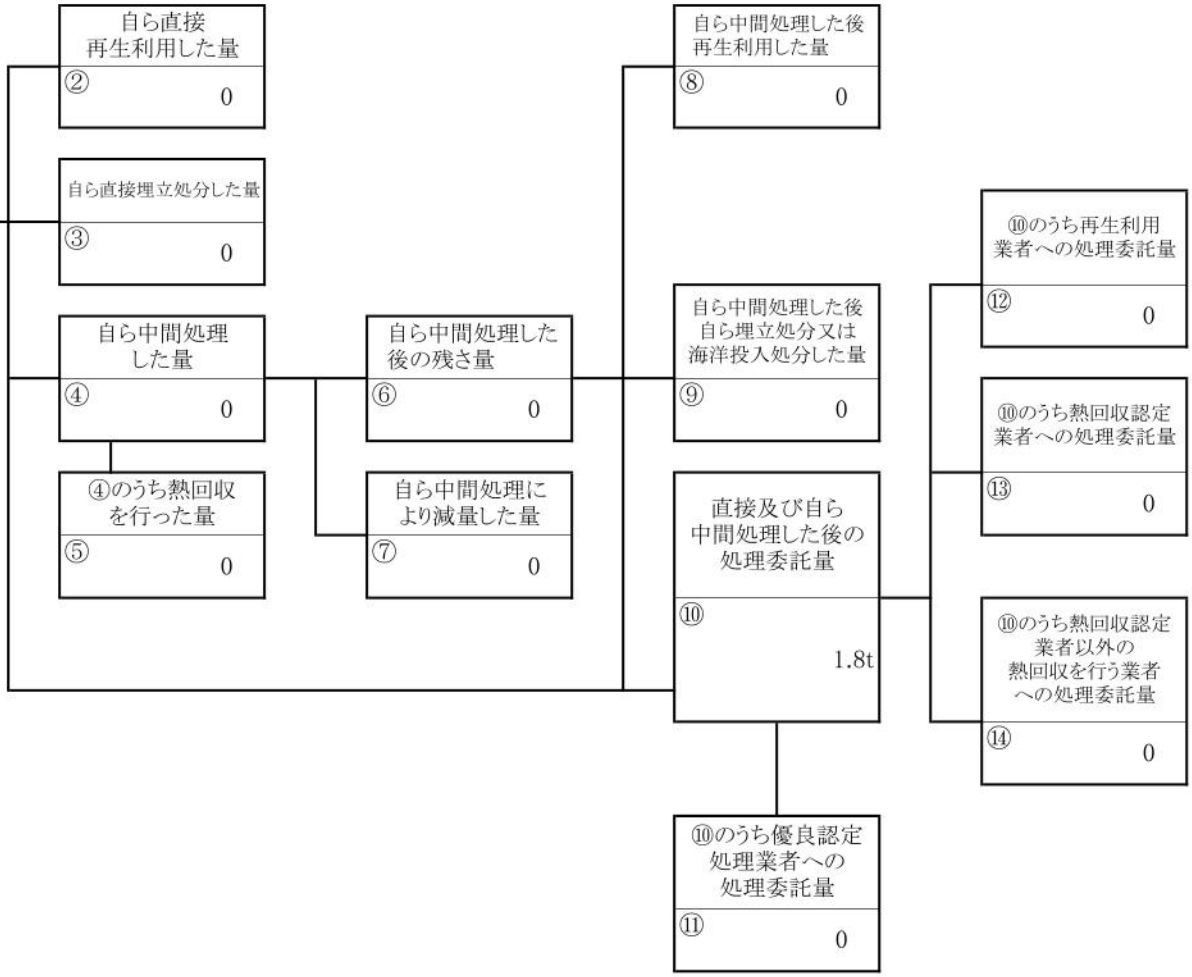 自ら直接
再生利用した量
②
0
自ら直接埋立処分した量
③
0
自ら中間処理
した量
④
0
④のうち熱回収
を行った量
⑤
0
自ら中間処理した
後の残さ量
⑥
0
自ら中間処理に
より減量した量
⑦
0
自ら中間処理した後
再生利用した量
⑧
0
自ら中間処理した後
自ら埋立処分又は
海洋投入処分した量
⑨
0
直接及び自ら
中間処理した後の
処理委託量
⑩
1.8t
⑩のうち優良認定
処理業者への
処理委託量
⑪
0
⑩のうち再生利用
業者への処理委託量
⑫
0
⑩のうち熱回収認定
業者への処理委託量
⑬
0
⑩のうち熱回収認定
業者以外の
熱回収を行う業者
への処理委託量
⑭
0